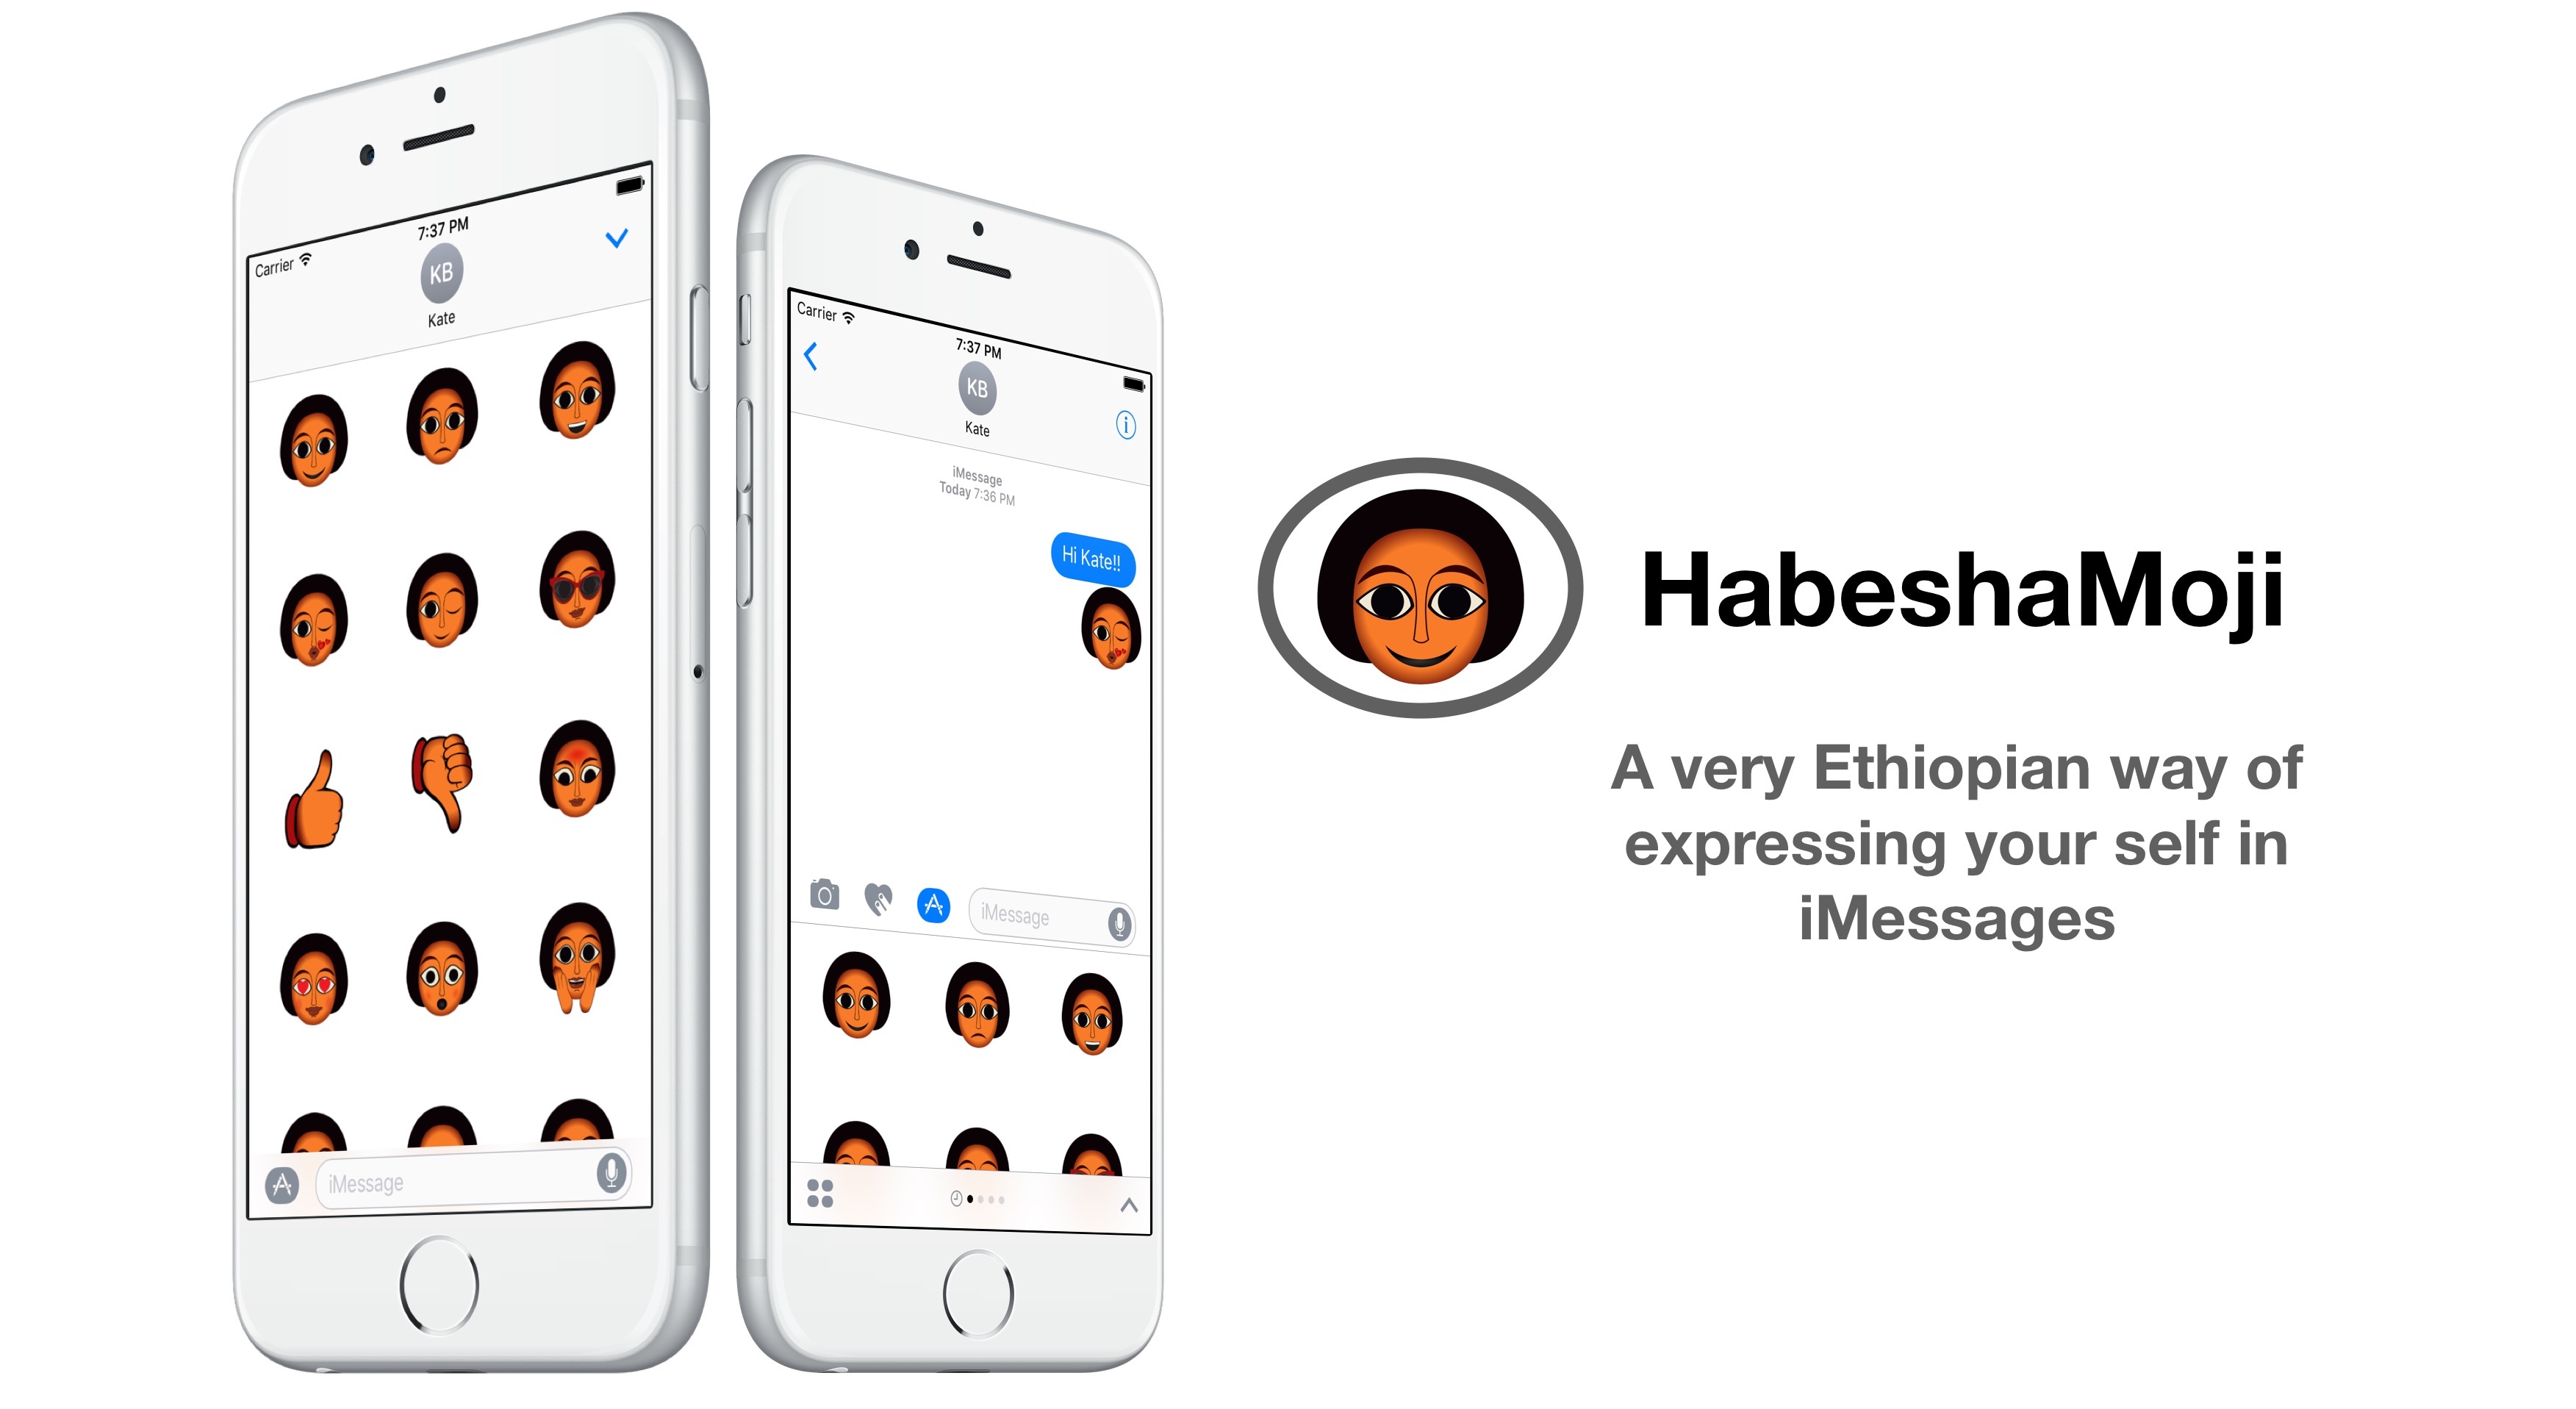 7:37 PM
Carrier
KB
Kate
iMessage
Carrier
7:37 PM
KB
Kate
iMessage
Today 7:36 PM
Hi Kate!!
iMessage
HabeshaMoji
A very Ethiopian way of
expressing your self in
iMessages